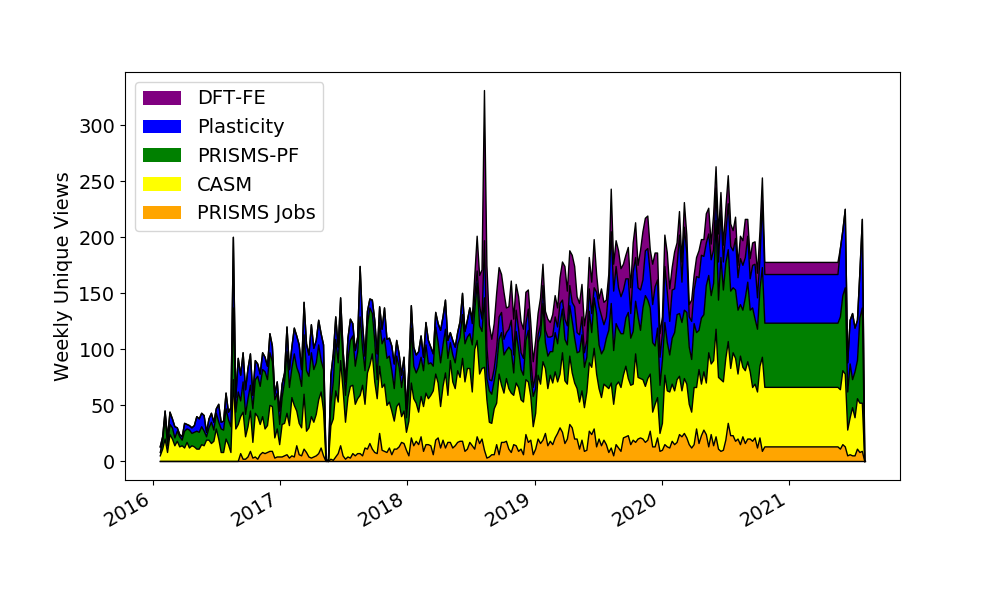 Weekly Unique Views
300
250
200
150
100
50
0
DFT-FE
Plasticity
PRISMS-PF
CASM
PRISMS Jobs
2016
2017
2018
2019
2020
2021